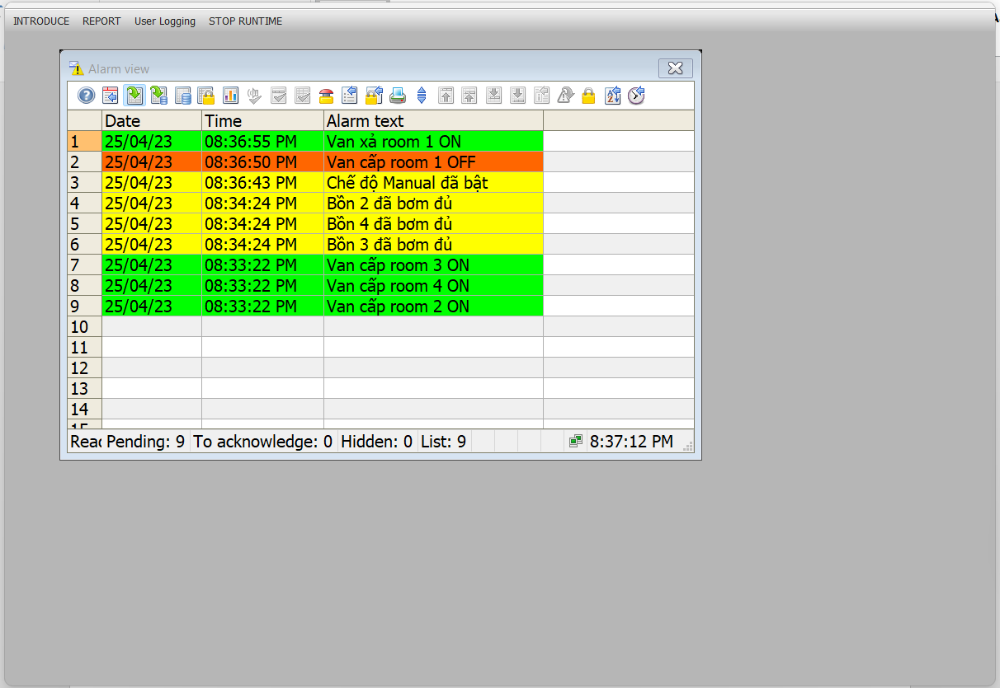 INTRODUCE REPORT User Logging STOP RUNTIME
Alarm view
Date Time Alarm text
1 25/04/23 08:36:55 PM Van xả room 1 ON
2 25/04/23 08:36:50 PM Van cấp room 1 OFF
3 25/04/23 08:36:43 PM Chế độ Manual đã bật
4 25/04/23 08:34:24 PM Bồn 2 đã bơm đủ
5 25/04/23 08:34:24 PM Bồn 4 đã bơm đủ
6 25/04/23 08:34:24 PM Bồn 3 đã bơm đủ
7 25/04/23 08:33:22 PM Van cấp room 3 ON
8 25/04/23 08:33:22 PM Van cấp room 4 ON
9 25/04/23 08:33:22 PM Van cấp room 2 ON
10
11
12
13
14
Pending: 9 To acknowledge: 0 Hidden: 0 List: 9 8:37:12 PM